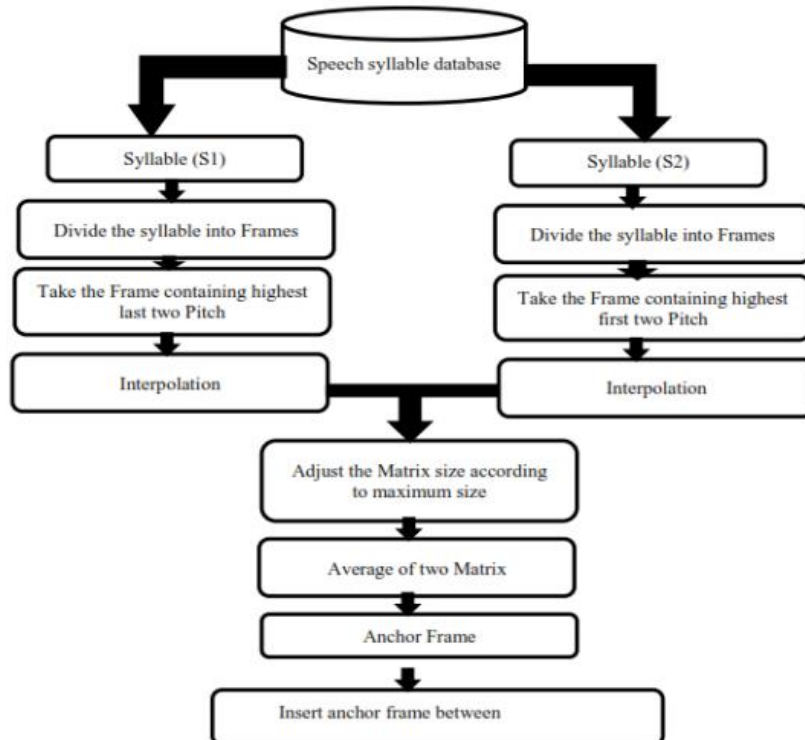 Speech syllable database
Syllable (S1)
Divide the syllable into Frames
Take the Frame containing highest
last two Pitch
Interpolation
Syllable (S2)
Divide the syllable into Frames
Take the Frame containing highest
first two Pitch
Interpolation
Adjust the Matrix size according
to maximum size
Average of two Matrix
Anchor Frame
Insert anchor frame between